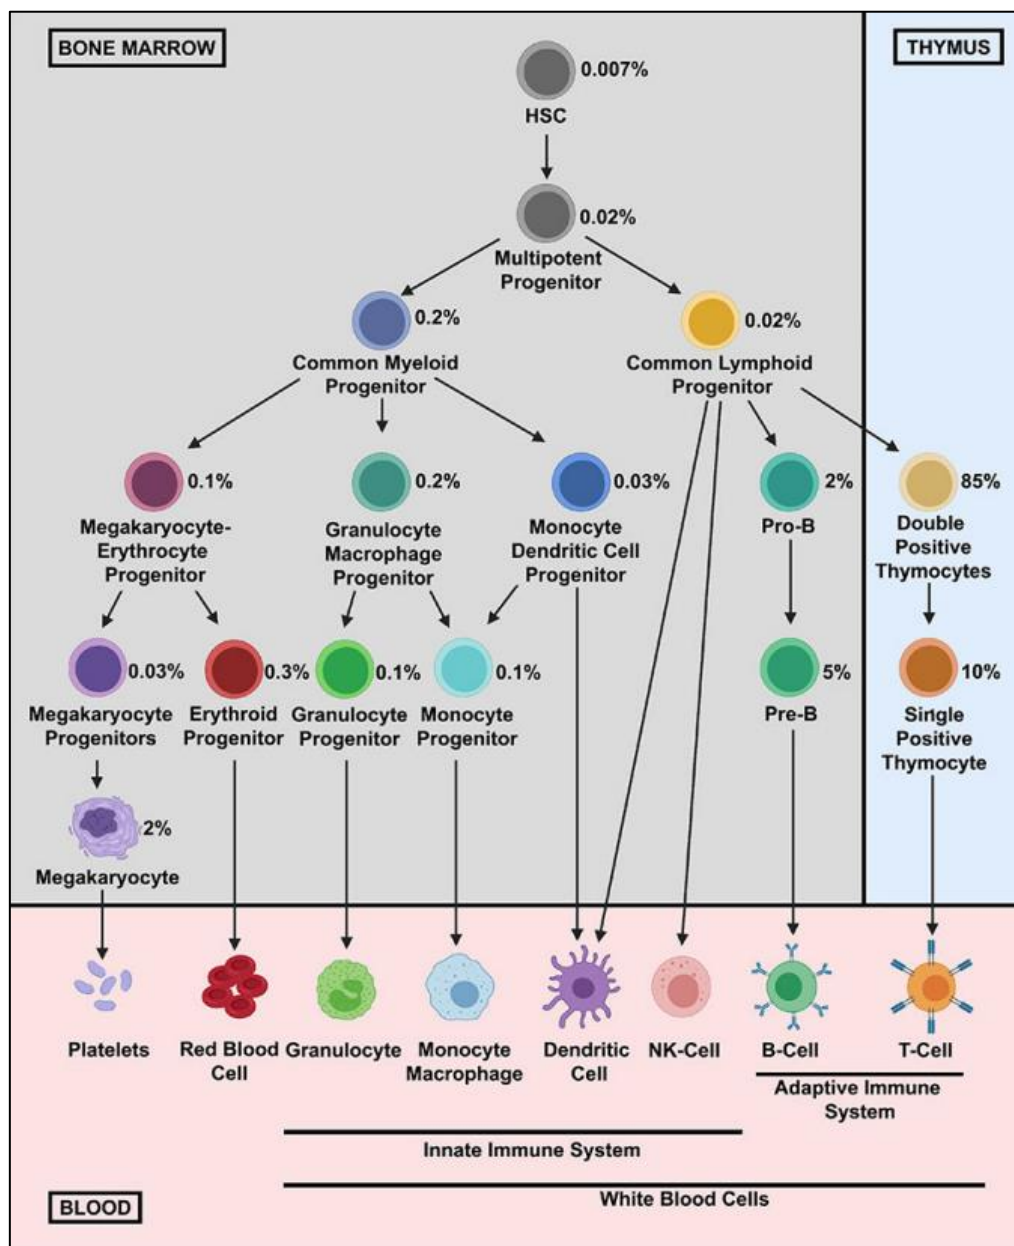 BONE MARROW
THYMUS
0.007%
HSC
0.02%
Multipotent
Progenitor
0.2%
Common Myeloid
Progenitor
0.02%
Common Lymphoid
Progenitor
0.1%
Megakaryocyte-
Erythrocyte
Progenitor
0.2%
Granulocyte
Macrophage
Progenitor
0.03%
Monocyte
Dendritic Cell
Progenitor
2%
Pro-B
85%
Double
Positive
Thymocytes
0.03%
Megakaryocyte
Progenitors
0.3%
Erythroid
Progenitor
0.1%
Granulocyte
Progenitor
0.1%
Monocyte
Progenitor
5%
Pre-B
10%
Single
Positive
Thymocyte
2%
Megakaryocyte
Platelets
Red Blood
Cell
Granulocyte
Monocyte
Macrophage
Dendritic
Cell
NK-Cell
B-Cell
T-Cell
Adaptive Immune
System
Innate Immune System
White Blood Cells
BLOOD